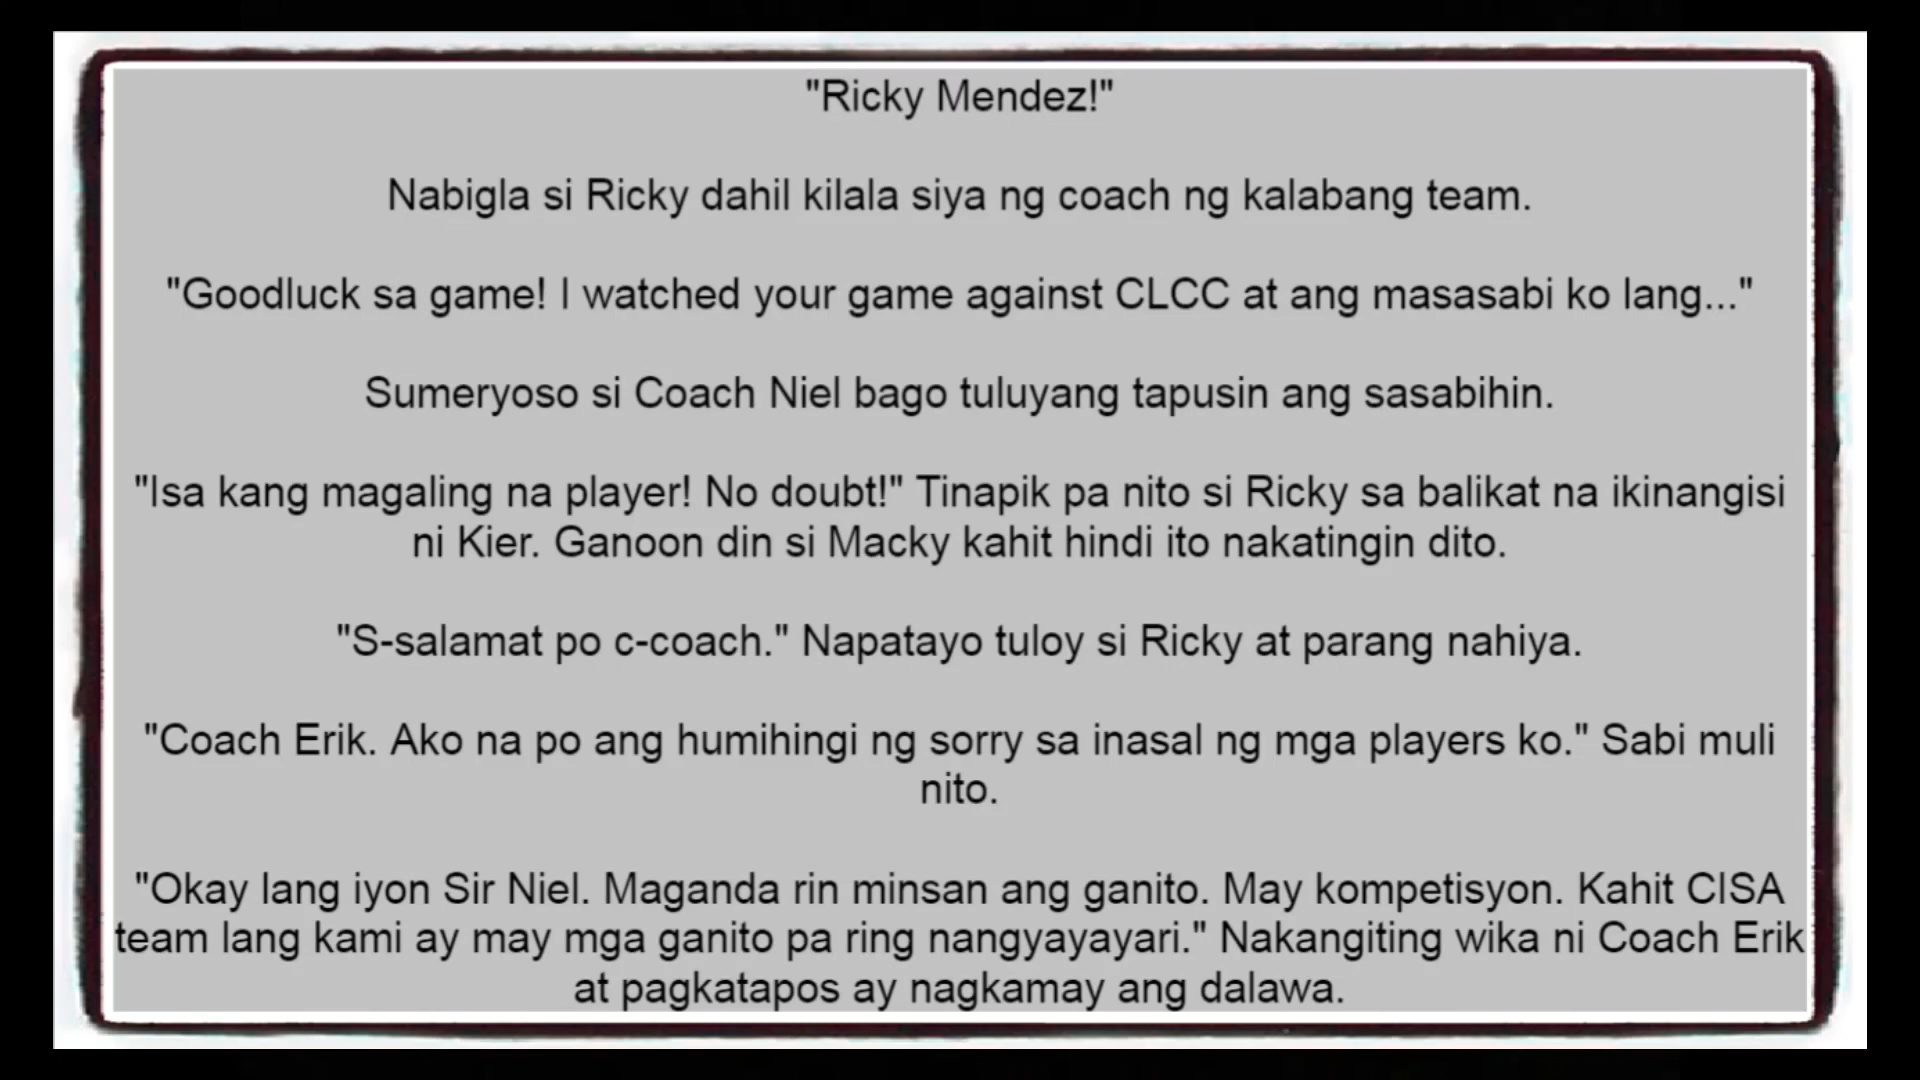 "Ricky Mendez!"
Nabigla si Ricky dahil kilala siya ng coach ng kalabang team.
"Goodluck sa game! I watched your game against CLCC at ang masasabi ko lang..."
Sumeryoso si Coach Niel bago tuluyang tapusin ang sasabihin.
"Isa kang magaling na player! No doubt!" Tinapik pa nito si Ricky sa balikat na ikinangisi
ni Kier. Ganoon din si Macky kahit hindi ito nakatingin dito.
"S-salamat po c-coach." Napatayo tuloy si Ricky at parang nahiya.
"Coach Erik. Ako na po ang humihingi ng sorry sa inasal ng mga players ko." Sabi muli
nito.
"Okay lang iyon Sir Niel. Maganda rin minsan ang ganito. May kompetisyon. Kahit CISA
team lang kami ay may mga ganito pa ring nangyayayari." Nakangiting wika ni Coach Erik
at pagkatapos ay nagkamay ang dalawa.